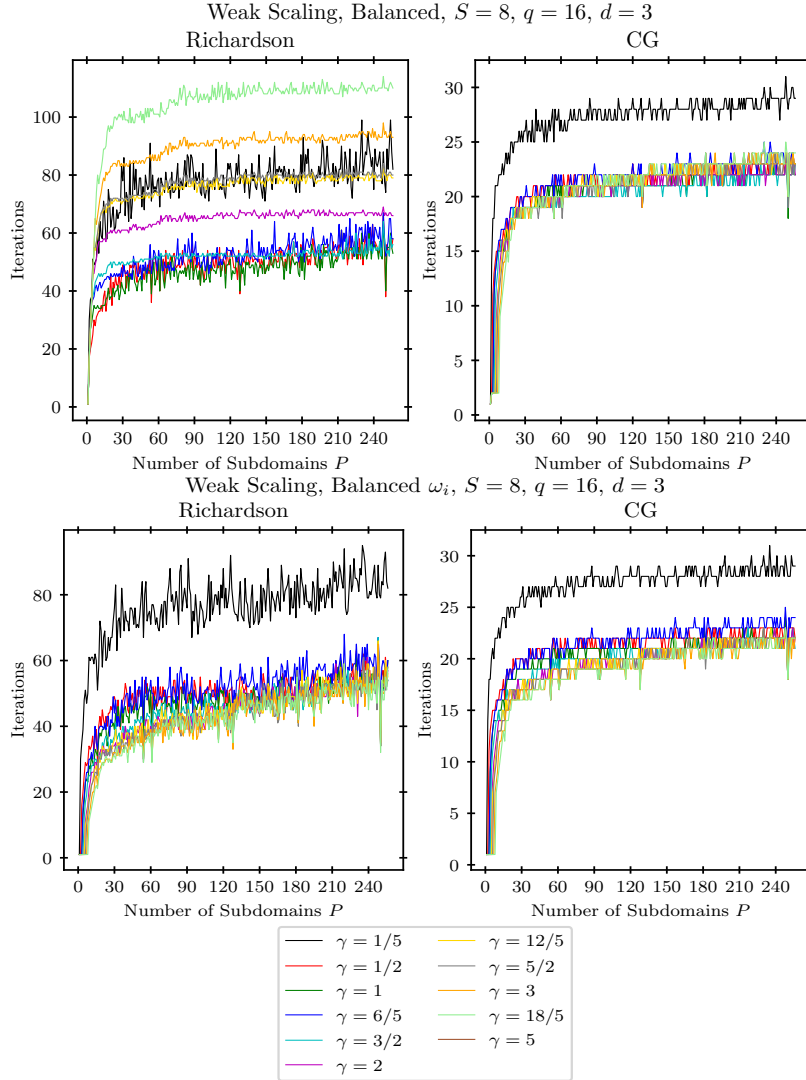 Weak Scaling, Balanced, S = 8, q = 16, d = 3
Richardson
CG
Iterations
0
20
40
60
80
100
0 30 60 90 120 150 180 210 240
Number of Subdomains P
Iterations
0
5
10
15
20
25
30
0 30 60 90 120 150 180 210 240
Number of Subdomains P
Weak Scaling, Balanced ω_i, S = 8, q = 16, d = 3
Richardson
CG
Iterations
0
20
40
60
80
0 30 60 90 120 150 180 210 240
Number of Subdomains P
Iterations
0
5
10
15
20
25
30
0 30 60 90 120 150 180 210 240
Number of Subdomains P
γ = 1/5
γ = 1/2
γ = 1
γ = 6/5
γ = 3/2
γ = 2
γ = 12/5
γ = 5/2
γ = 3
γ = 18/5
γ = 5